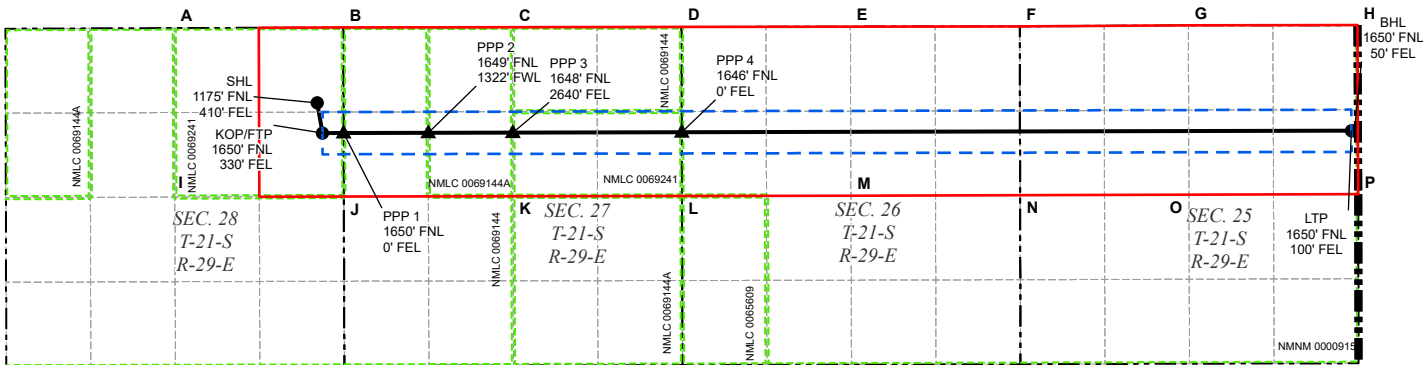 A
B
C
D
E
F
G
H
BHL
1650' FNL
50' FEL
SHL
1175' FNL
410' FEL
KOP/FTP
1650' FNL
330' FEL
PPP 2
1649' FNL
1322' FWL
PPP 3
1648' FNL
2640' FEL
PPP 4
1646' FNL
0' FEL
NMLC 0069144A
NMLC 0069241
NMLC 0069144
NMLC 0069144A
NMLC 0069241
I
J
K
L
M
N
O
P
PPP 1
1650' FNL
0' FEL
SEC. 28
T-21-S
R-29-E
SEC. 27
T-21-S
R-29-E
SEC. 26
T-21-S
R-29-E
SEC. 25
T-21-S
R-29-E
LTP
1650' FNL
100' FEL
NMLC 0069144
NMLC 0069144A
NMLC 0065609